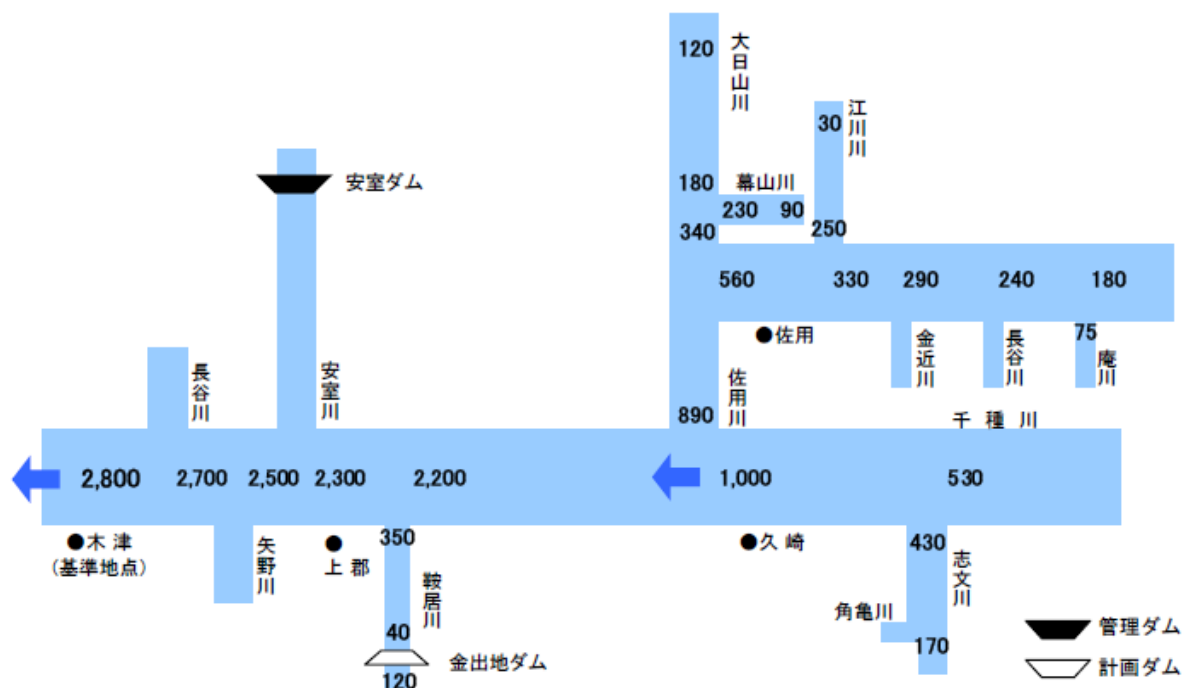 120
大日山川
30
江川川
安室ダム
180
幕山川
230
90
340
250
560
330
290
240
180
●佐用
75
金近川
長谷川
庵川
長谷川
安室川
佐用川
890
千種川
2,800
2,700
2,500
2,300
2,200
1,000
530
●木津
(基準地点)
矢野川
●
上郡
350
鞍居川
●久崎
430
志文川
角亀川
170
40
金出地ダム
120
管理ダム
計画ダム